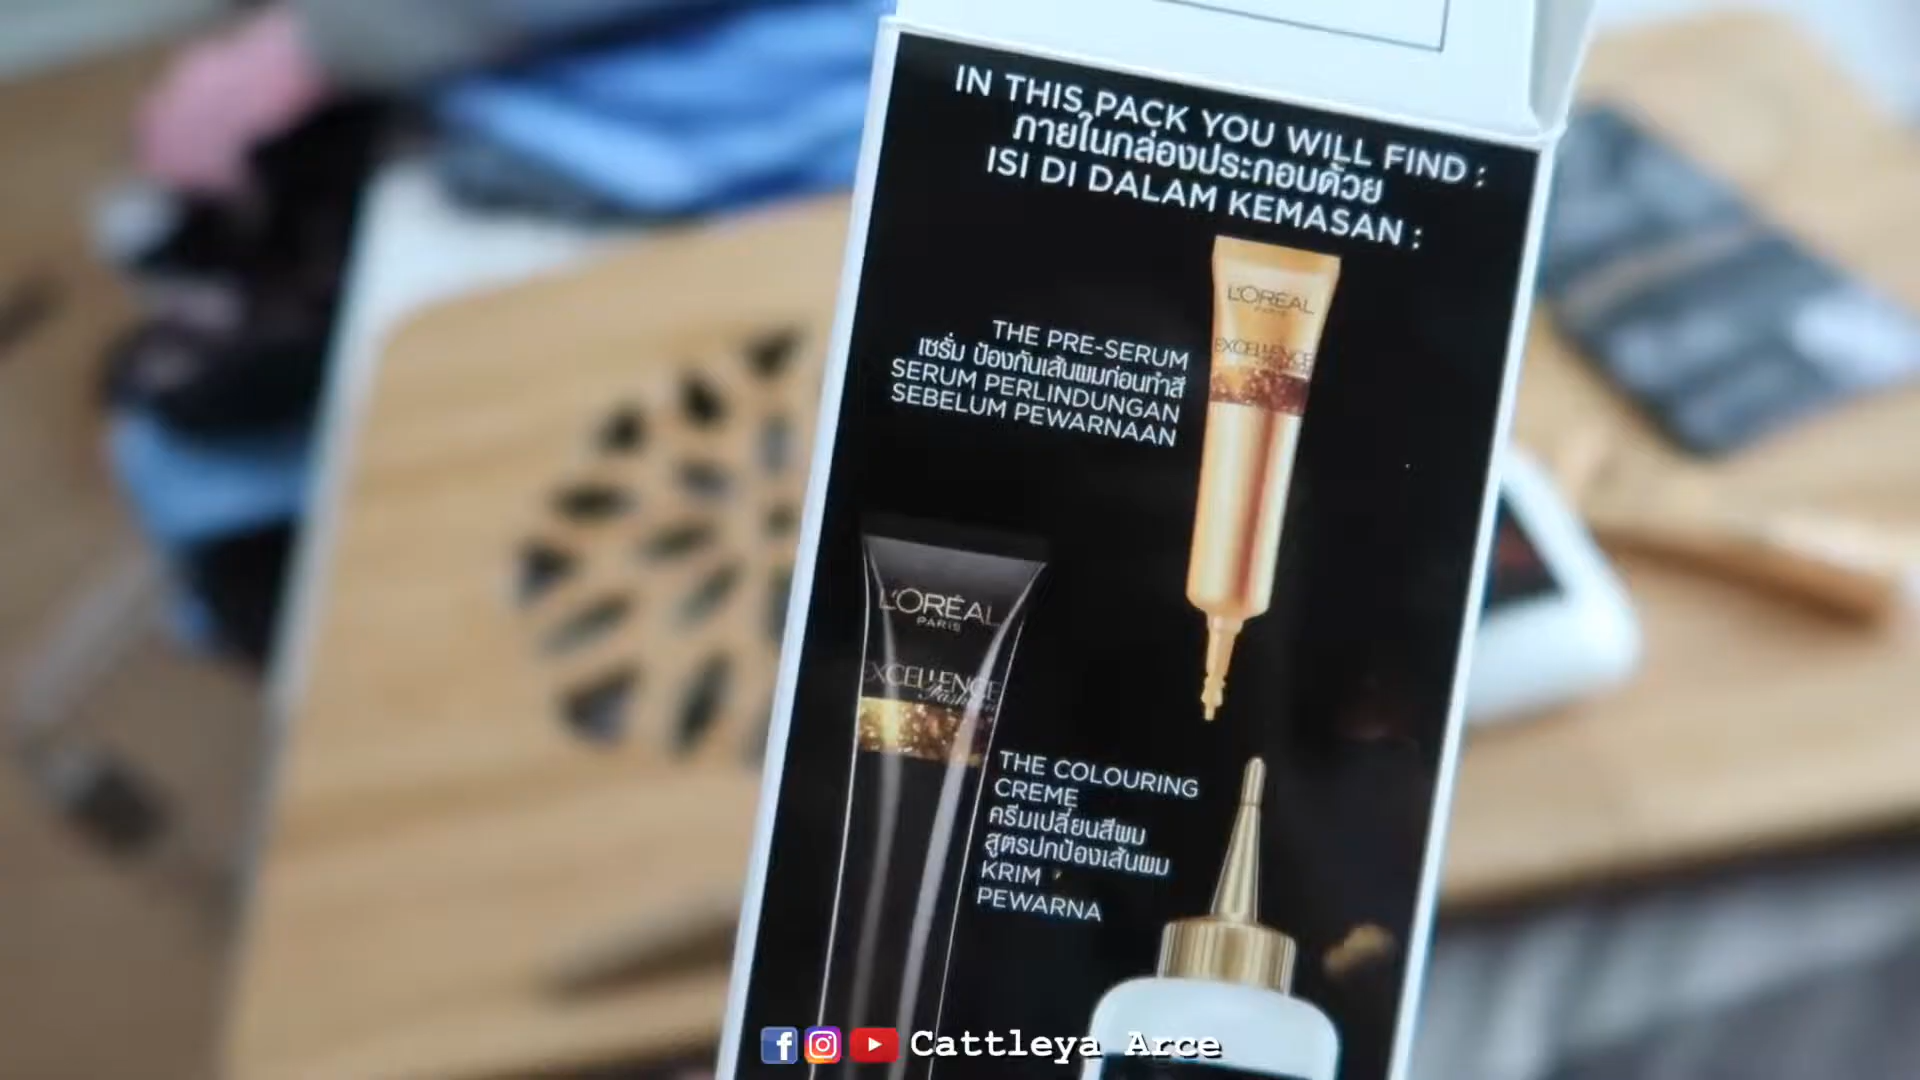 IN THIS PACK YOU WILL FIND :
ภายในกล่องประกอบด้วย
ISI DI DALAM KEMASAN :
L'ORÉAL
PARIS
EXCELLENCE
THE PRE-SERUM
เซรั่ม ป้องกันเส้นผมก่อนทำสี
SERUM PERLINDUNGAN
SEBELUM PEWARNAAN
L'ORÉAL
PARIS
EXCELLENCE
Fashion
THE COLOURING
CREME
ครีมเปลี่ยนสีผม
สูตรปกป้องเส้นผม
KRIM
PEWARNA
Cattleya Arce